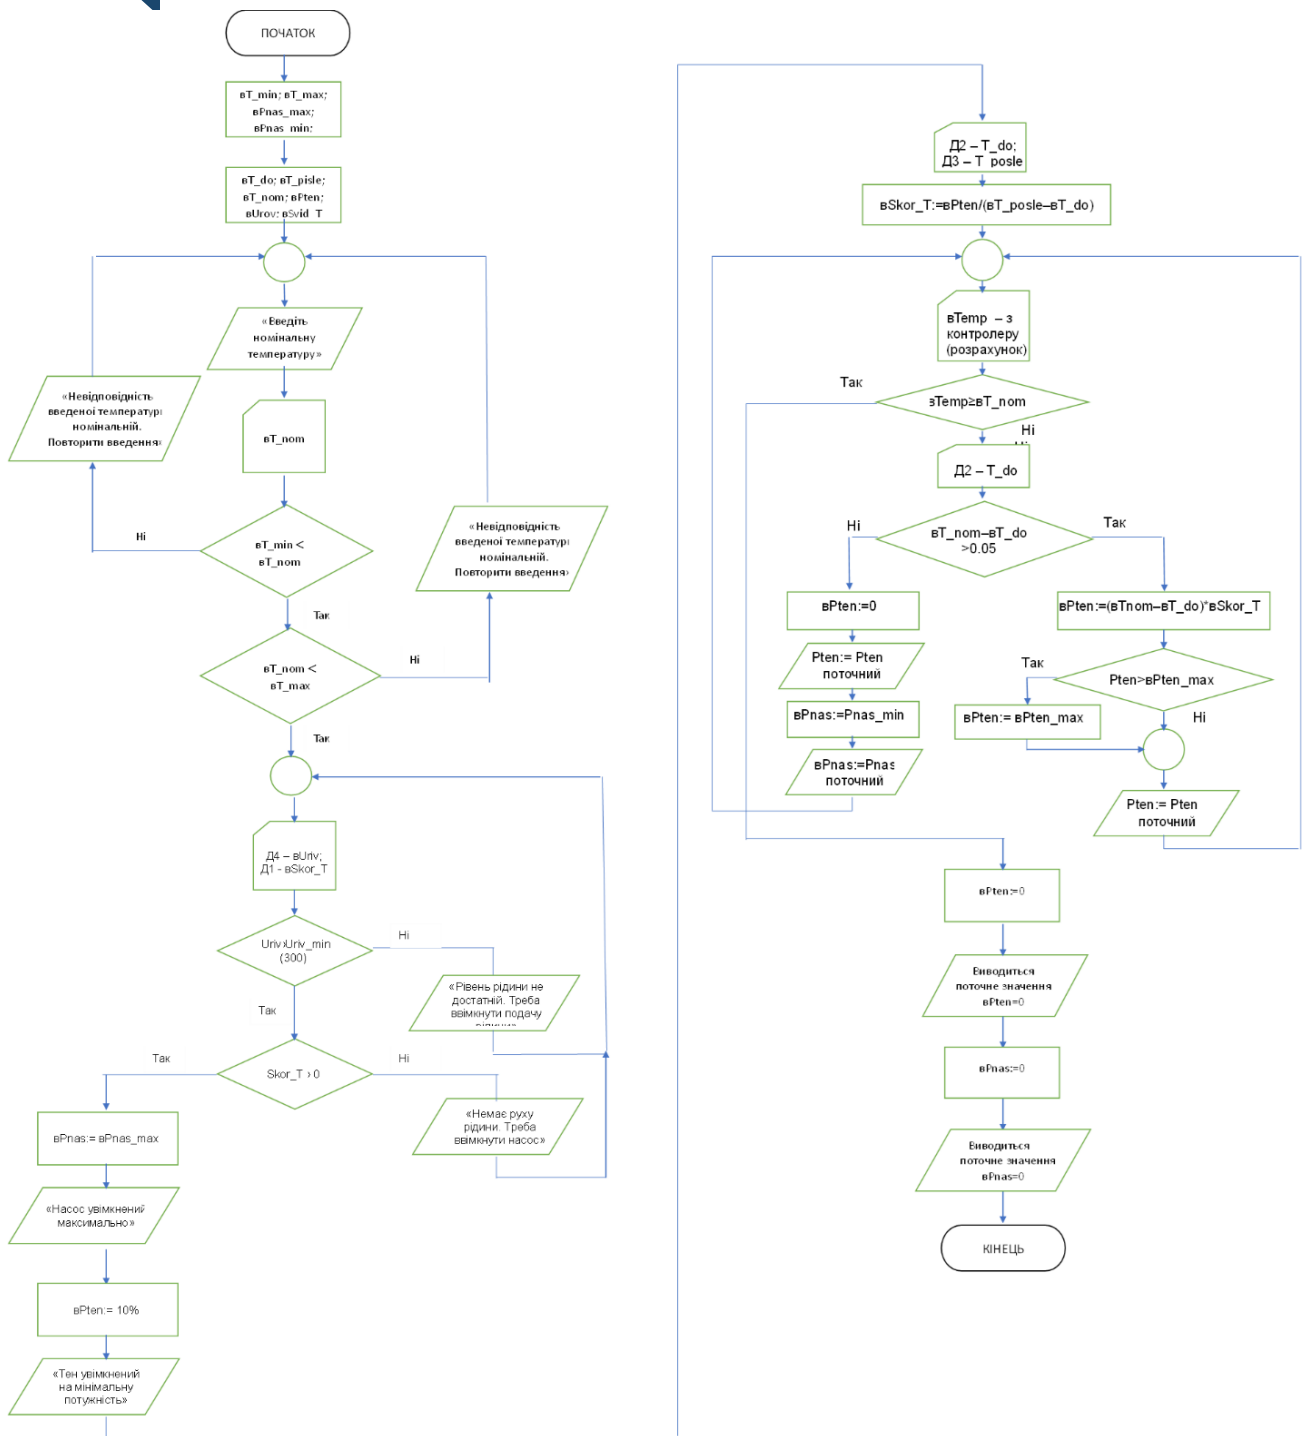 ПОЧАТОК
вT_min; вT_max;
вPnas_max;
вPnas_min;
вT_do; вT_pisle;
вT_nom; вPten;
вUrov; вSvid_T
«Введіть
номінальну
температуру»
«Невідповідність
введеної температурі
номінальній.
Повторити введення»
вT_nom
Ні
вT_min <
вT_nom
«Невідповідність
введеної температурі
номінальній.
Повторити введення»
Так
вT_nom <
вT_max
Ні
Так
Д4 – вUriv;
Д1 - вSkor_T
Uriv›Uriv_min
(300)
Ні
«Рівень рідини не
достатній. Треба
ввімкнути подачу
рідини»
Так
Так
Skor_T › 0
Ні
«Немає руху
рідини. Треба
ввімкнути насос»
вPnas:= вPnas_max
«Насос увімкнений
максимально»
вPten:= 10%
«Тен увімкнений
на мінімальну
потужність»
Д2 – T_do;
Д3 – T_posle
вSkor_T:=вPten/(вT_posle–вT_do)
вTemp – з
контролеру
(розрахунок)
Так
вTemp≥вT_nom
Ні
Ні
Д2 – T_do
Ні
вT_nom–вT_do
>0.05
Так
вPten:=0
вPten:=(вTnom–вT_do)*вSkor_T
Pten:= Pten
поточний
Так
Pten>вPten_max
вPnas:=Pnas_min
вPten:= вPten_max
Ні
вPnas:=Pnas
поточний
Pten:= Pten
поточний
вPten:=0
Виводиться
поточне значення
вPten=0
вPnas:=0
Виводиться
поточне значення
вPnas=0
КІНЕЦЬ